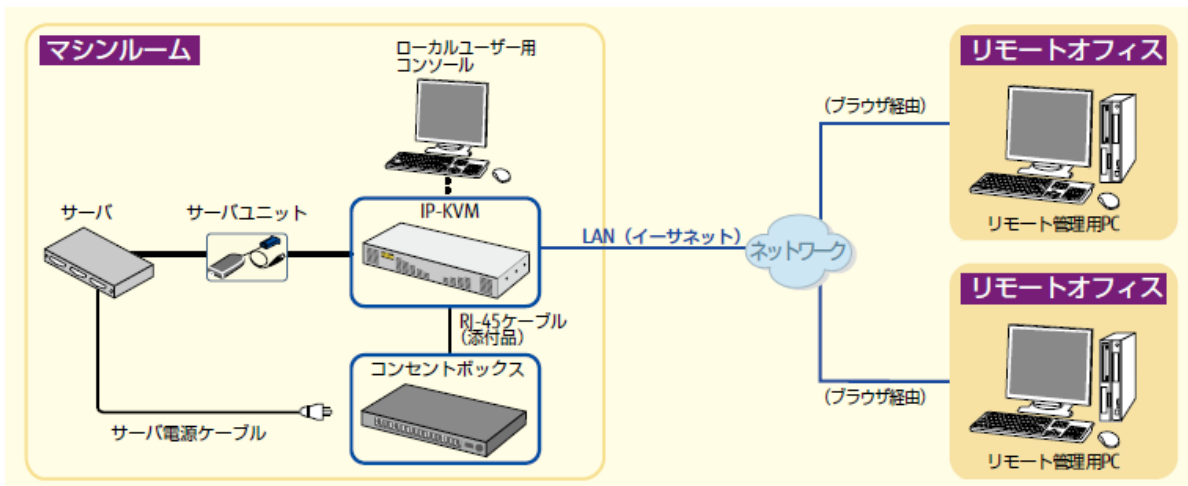 マシンルーム
ローカルユーザー用
コンソール
サーバ
サーバユニット
IP-KVM
LAN（イーサネット）
ネットワーク
RJ-45ケーブル
（添付品）
コンセントボックス
サーバ電源ケーブル
（ブラウザ経由）
リモートオフィス
リモート管理用PC
（ブラウザ経由）
リモートオフィス
リモート管理用PC